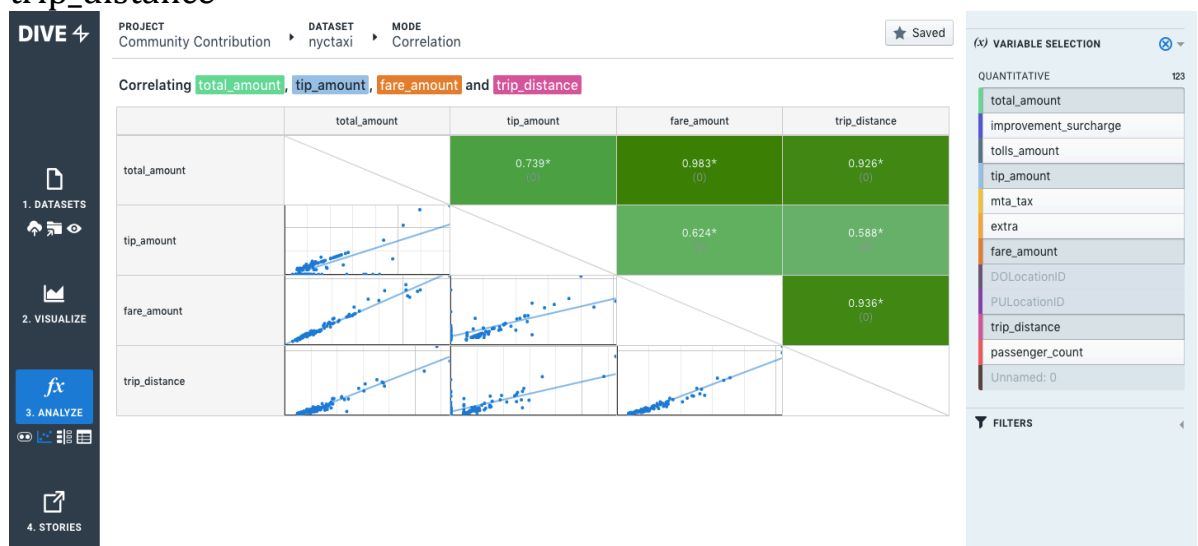 trip_distance
DIVE
PROJECT
Community Contribution
DATASET
nyctaxi
MODE
Correlation
Saved
Correlating total_amount, tip_amount, fare_amount and trip_distance
total_amount tip_amount fare_amount trip_distance
total_amount 0.739* 0.983* 0.926*
(0) (0) (0)
tip_amount 0.624* 0.588*
fare_amount 0.936*
(0)
trip_distance
1. DATASETS
2. VISUALIZE
fx
3. ANALYZE
4. STORIES
(x) VARIABLE SELECTION
QUANTITATIVE 123
total_amount
improvement_surcharge
tolls_amount
tip_amount
mta_tax
extra
fare_amount
DOLocationID
PULocationID
trip_distance
passenger_count
Unnamed: 0
FILTERS